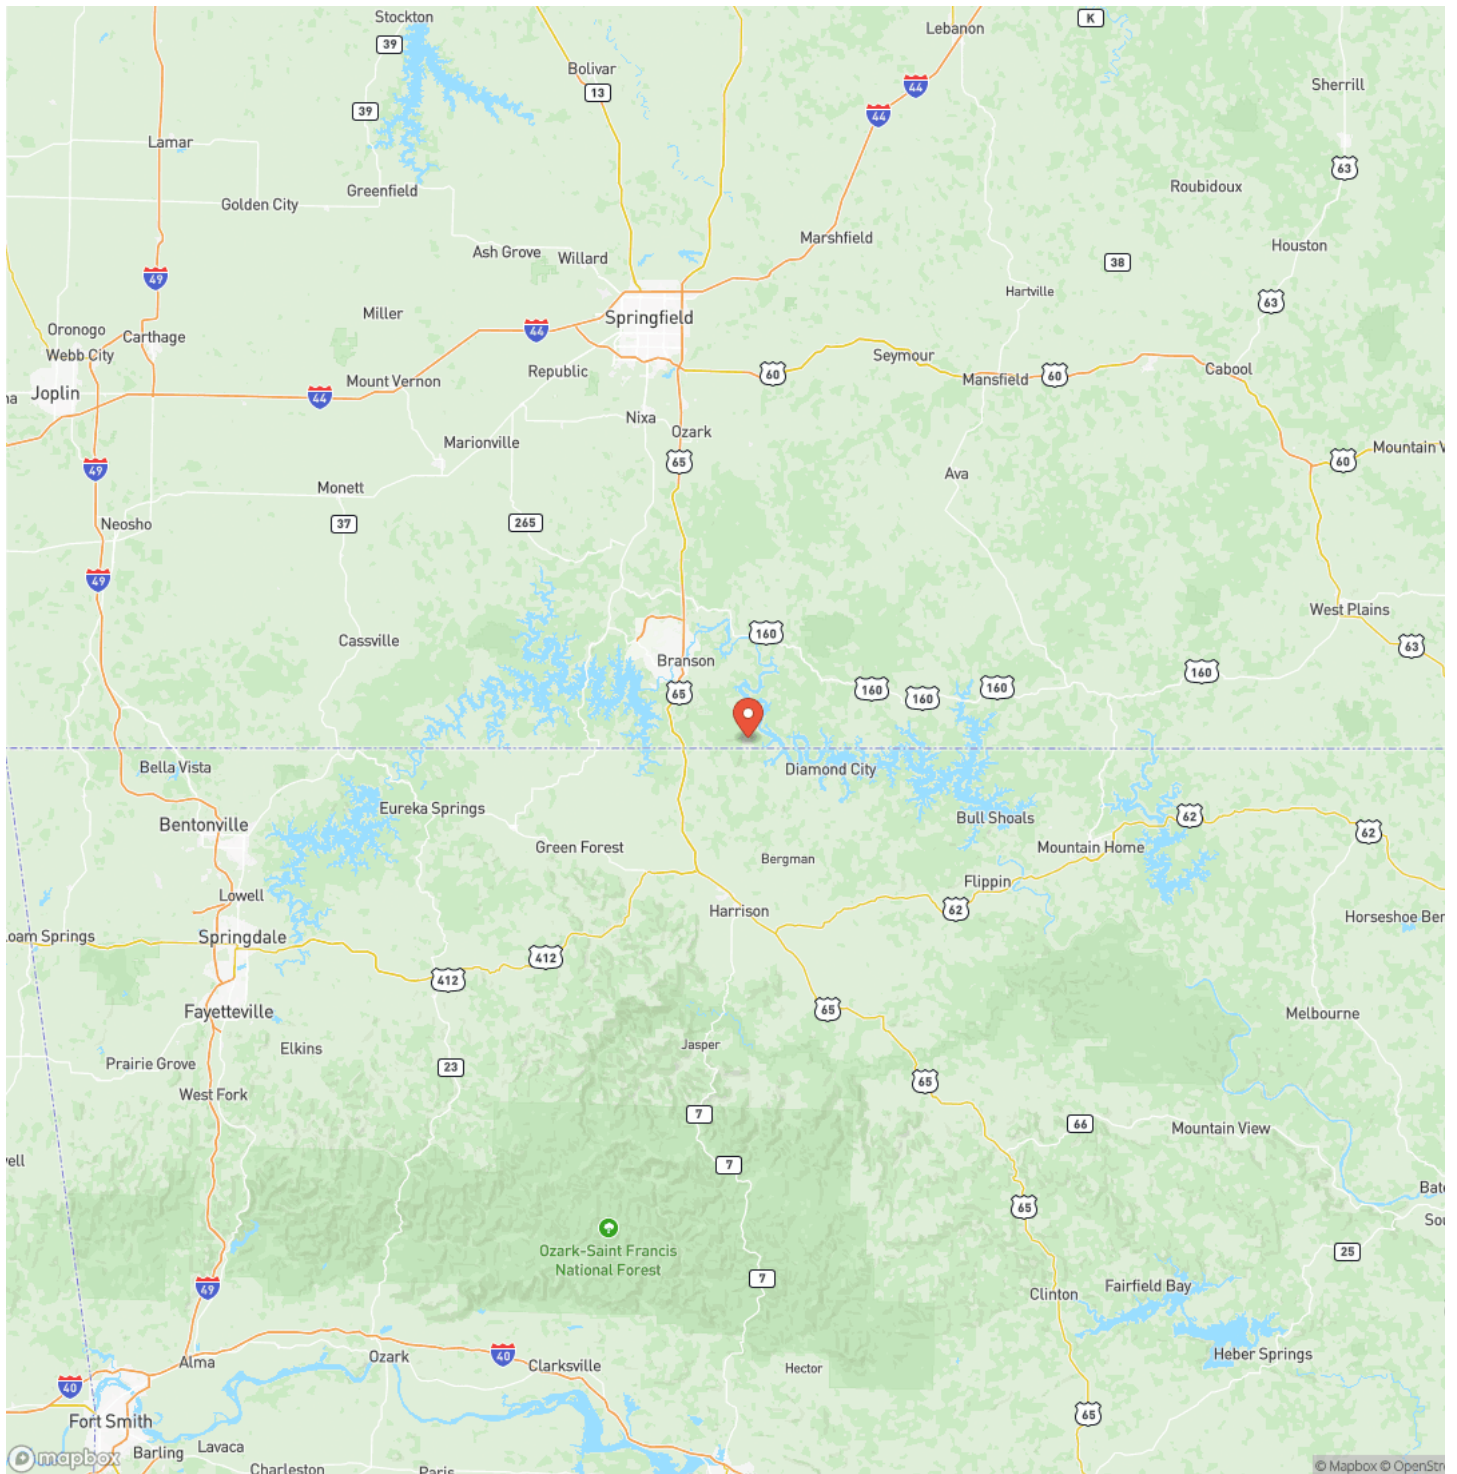 Stockton
K
Lebanon
39
Bolivar
13
44
Sherrill
39
44
Lamar
63
Greenfield
Roubidoux
Golden City
Marshfield
Houston
Ash Grove
Willard
38
49
Hartville
63
Miller
Springfield
Oronogo
Carthage
44
Webb City
Seymour
Cabool
Republic
60
60
Mount Vernon
Mansfield
Joplin
44
Nixa
Ozark
Marionville
Mountain V
49
65
60
Ava
Monett
37
265
Neosho
49
West Plains
160
Cassville
63
Branson
160
65
160
160
160
Bella Vista
Diamond City
Eureka Springs
62
Bentonville
Bull Shoals
62
Green Forest
Mountain Home
Bergman
Lowell
Flippin
Harrison
62
Horseshoe Ben
Springdale
412
412
Fayetteville
65
Melbourne
Jasper
Elkins
Prairie Grove
23
65
West Fork
7
66
Mountain View
7
65
Ozark-Saint Francis
National Forest
25
7
49
Fairfield Bay
Clinton
Heber Springs
Alma
Ozark
40
Clarksville
Hector
40
65
Fort Smith
Lavaca
Barling
mapbox
Charleston
Paris
© Mapbox © OpenStre